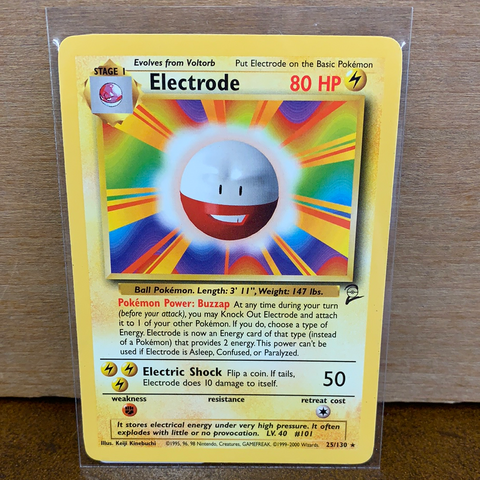 Evolves from Voltorb Put Electrode on the Basic Pokémon
STAGE 1
Electrode 80 HP
Ball Pokémon. Length: 3' 11", Weight: 147 lbs.
Pokémon Power: Buzzap At any time during your turn
(before your attack), you may Knock Out Electrode and attach
it to 1 of your other Pokémon. If you do, choose a type of
Energy. Electrode is now an Energy card of that type (instead
of a Pokémon) that provides 2 energy. This power can't be
used if Electrode is Asleep, Confused, or Paralyzed.
Electric Shock Flip a coin. If tails,
Electrode does 10 damage to itself. 50
weakness resistance retreat cost
It stores electrical energy under very high pressure. It often
explodes with little or no provocation. LV. 40 #101
Illus. Keiji Kinebuchi ©1995, 96, 98 Nintendo, Creatures, GAMEFREAK. ©1999-2000 Wizards. 25/130 ★